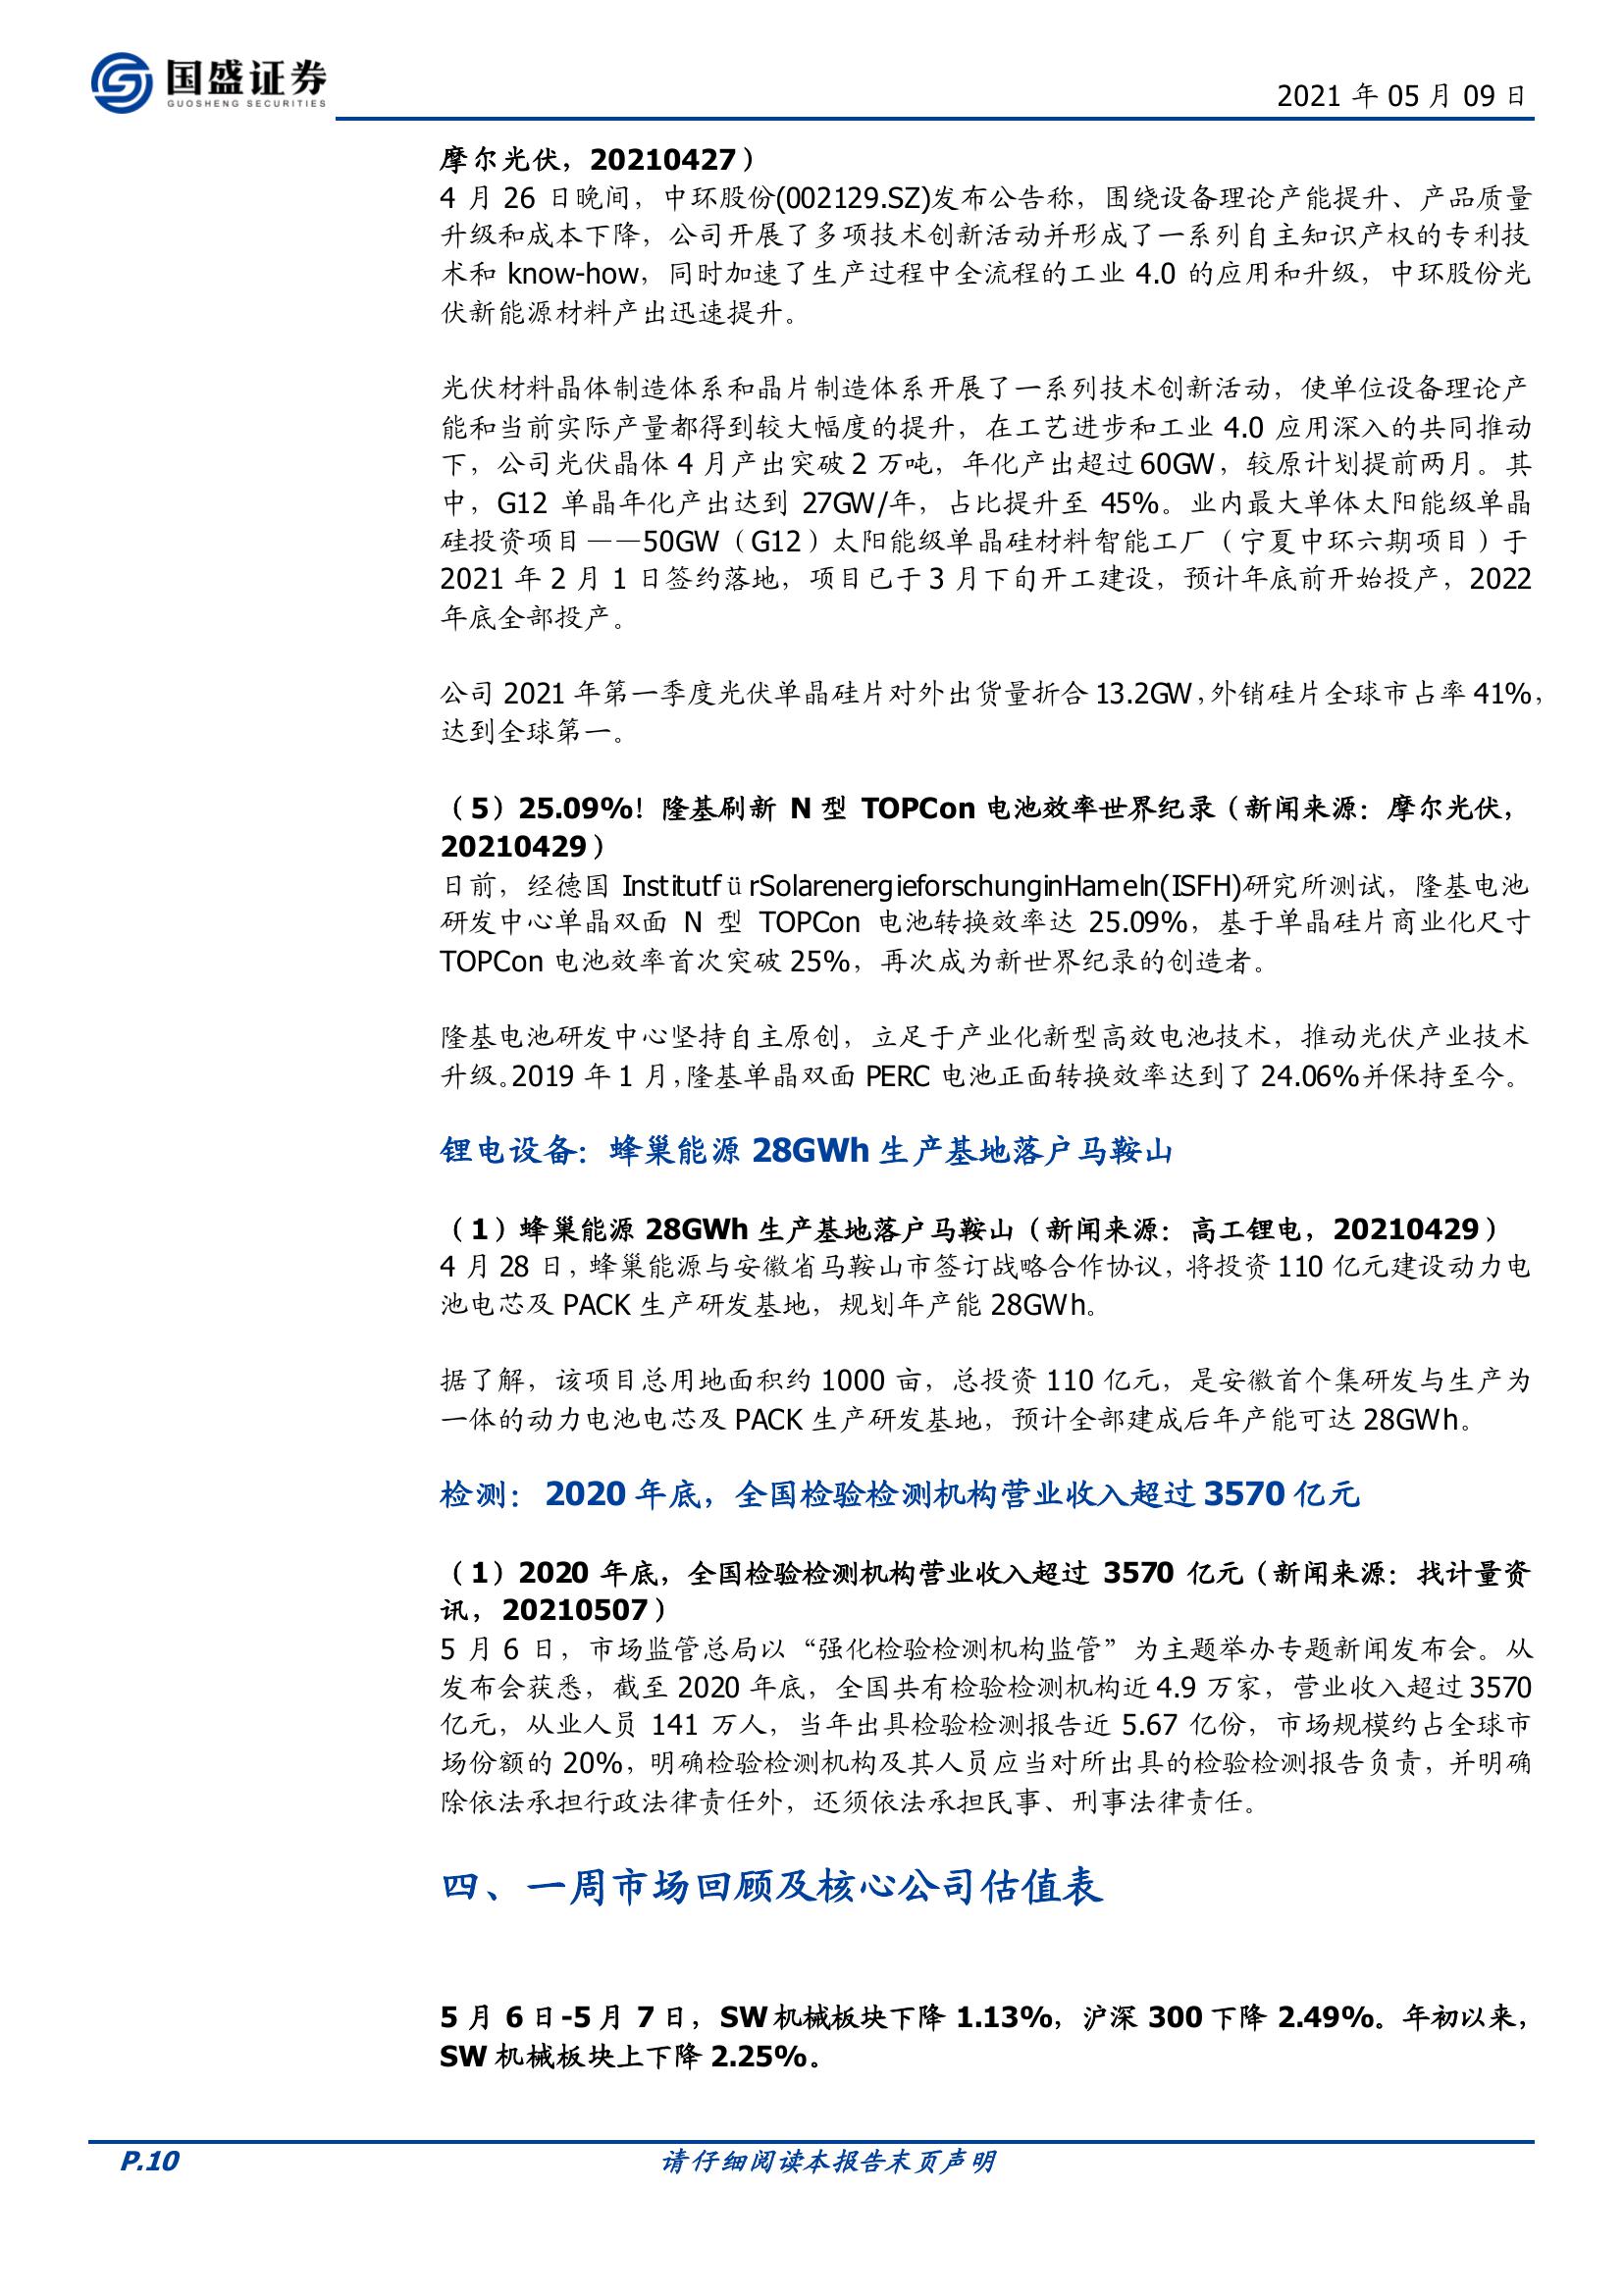 国盛证券
GUOSHENG SECURITIES
2021 年 05 月 09 日
摩尔光伏，20210427）
4 月 26 日晚间，中环股份(002129.SZ)发布公告称，围绕设备理论产能提升、产品质量
升级和成本下降，公司开展了多项技术创新活动并形成了一系列自主知识产权的专利技
术和 know-how，同时加速了生产过程中全流程的工业 4.0 的应用和升级，中环股份光
伏新能源材料产出迅速提升。
光伏材料晶体制造体系和晶片制造体系开展了一系列技术创新活动，使单位设备理论产
能和当前实际产量都得到较大幅度的提升，在工艺进步和工业 4.0 应用深入的共同推动
下，公司光伏晶体 4 月产出突破 2 万吨，年化产出超过 60GW，较原计划提前两月。其
中，G12 单晶年化产出达到 27GW/年，占比提升至 45%。业内最大单体太阳能级单晶
硅投资项目——50GW（G12）太阳能级单晶硅材料智能工厂（宁夏中环六期项目）于
2021 年 2 月 1 日签约落地，项目已于 3 月下旬开工建设，预计年底前开始投产，2022
年底全部投产。
公司 2021 年第一季度光伏单晶硅片对外出货量折合 13.2GW，外销硅片全球市占率 41%，
达到全球第一。
（5）25.09%！隆基刷新 N 型 TOPCon 电池效率世界纪录（新闻来源：摩尔光伏，
20210429）
日前，经德国 InstitutfürSolarenergieforschunginHameln(ISFH)研究所测试，隆基电池
研发中心单晶双面 N 型 TOPCon 电池转换效率达 25.09%，基于单晶硅片商业化尺寸
TOPCon 电池效率首次突破 25%，再次成为新世界纪录的创造者。
隆基电池研发中心坚持自主原创，立足于产业化新型高效电池技术，推动光伏产业技术
升级。2019 年 1 月，隆基单晶双面 PERC 电池正面转换效率达到了 24.06%并保持至今。
锂电设备：蜂巢能源 28GWh 生产基地落户马鞍山
（1）蜂巢能源 28GWh 生产基地落户马鞍山（新闻来源：高工锂电，20210429）
4 月 28 日，蜂巢能源与安徽省马鞍山市签订战略合作协议，将投资 110 亿元建设动力电
池电芯及 PACK 生产研发基地，规划年产能 28GWh。
据了解，该项目总用地面积约 1000 亩，总投资 110 亿元，是安徽首个集研发与生产为
一体的动力电池电芯及 PACK 生产研发基地，预计全部建成后年产能可达 28GWh。
检测：2020 年底，全国检验检测机构营业收入超过 3570 亿元
（1）2020 年底，全国检验检测机构营业收入超过 3570 亿元（新闻来源：找计量资
讯，20210507）
5 月 6 日，市场监管总局以“强化检验检测机构监管”为主题举办专题新闻发布会。从
发布会获悉，截至 2020 年底，全国共有检验检测机构近 4.9 万家，营业收入超过 3570
亿元，从业人员 141 万人，当年出具检验检测报告近 5.67 亿份，市场规模约占全球市
场份额的 20%，明确检验检测机构及其人员应当对所出具的检验检测报告负责，并明确
除依法承担行政法律责任外，还须依法承担民事、刑事法律责任。
四、一周市场回顾及核心公司估值表
5 月 6 日-5 月 7 日，SW 机械板块下降 1.13%，沪深 300 下降 2.49%。年初以来，
SW 机械板块上下降 2.25%。
P.10
请仔细阅读本报告末页声明